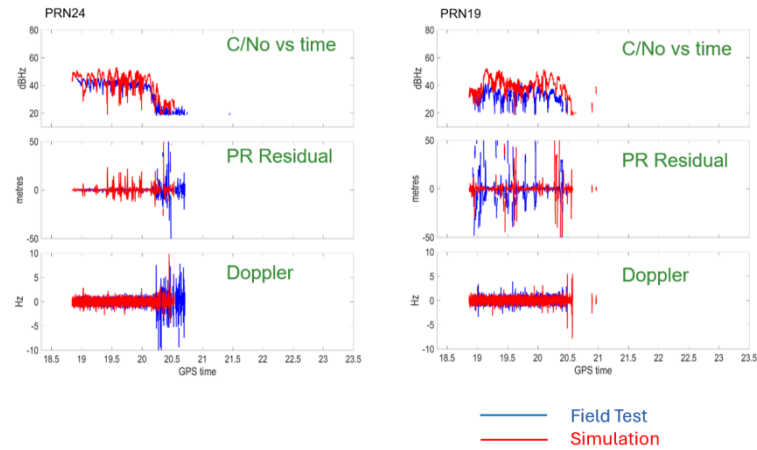 PRN24
80
60
40
20
dBHz
C/No vs time
50
0
-50
metres
PR Residual
10
5
0
-5
-10
Hz
Doppler
18.5 19 19.5 20 20.5 21 21.5 22 22.5 23 23.5
GPS time
PRN19
80
60
40
20
dBHz
C/No vs time
50
0
-50
metres
PR Residual
10
5
0
-5
-10
Hz
Doppler
18.5 19 19.5 20 20.5 21 21.5 22 22.5 23 23.5
GPS time
Field Test
Simulation